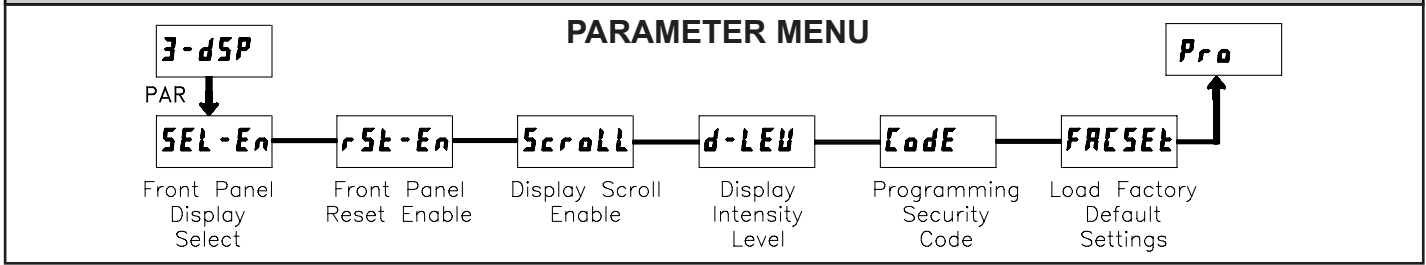 PARAMETER MENU
3-dSP
Pro
PAR
SEL-En
rSt-En
ScroLL
d-LEV
CodE
FACSEt
Front Panel
Display
Select
Front Panel
Reset Enable
Display Scroll
Enable
Display
Intensity
Level
Programming
Security
Code
Load Factory
Default
Settings